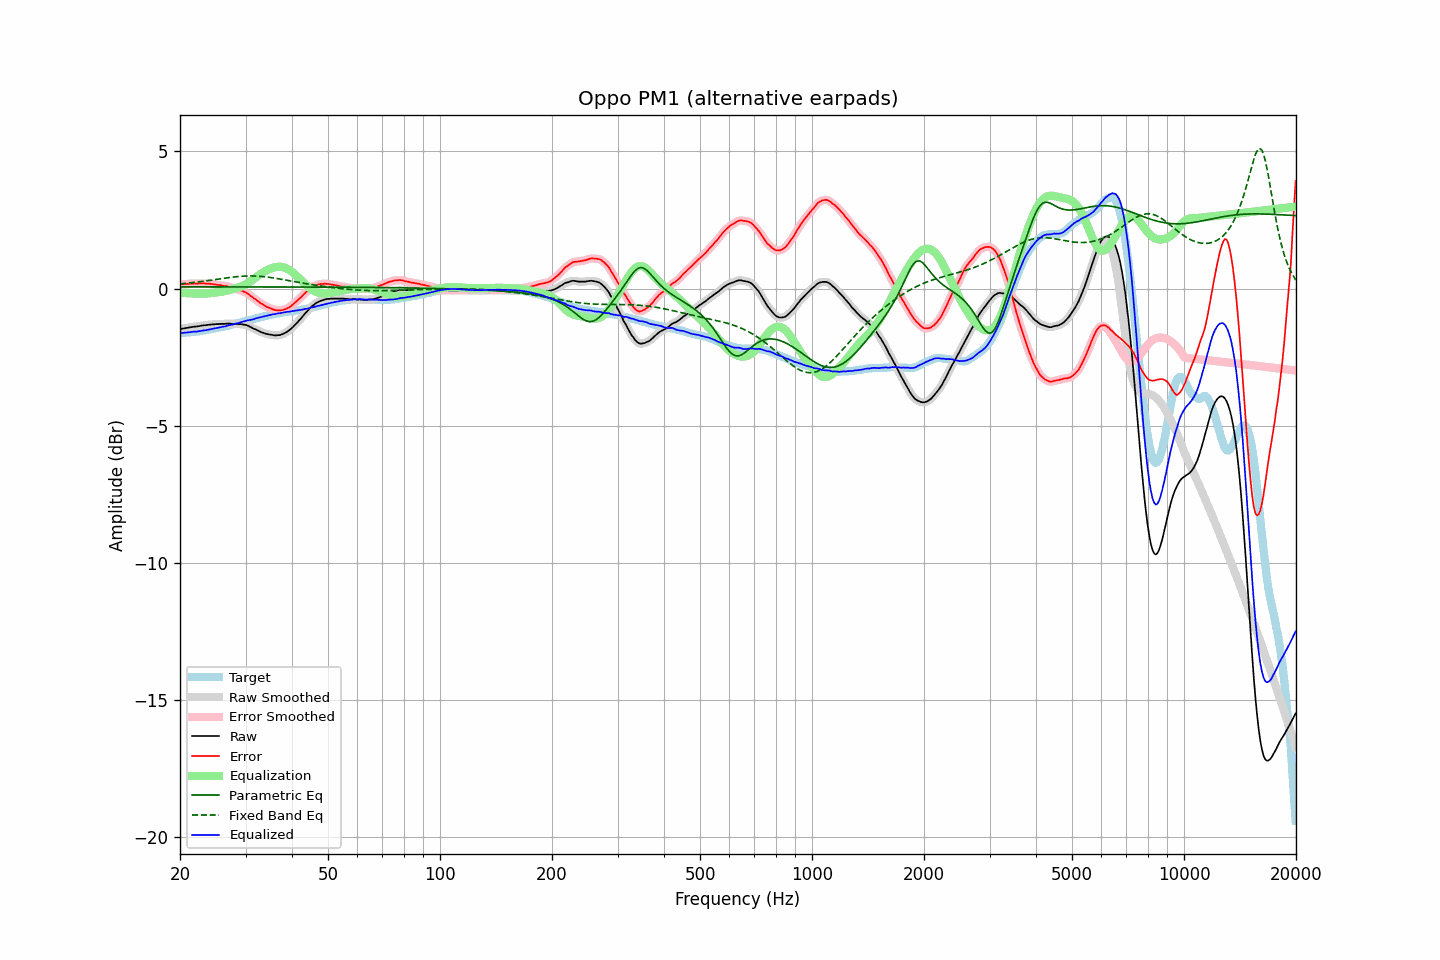 Oppo PM1 (alternative earpads)
5
0
−5
−10
−15
−20
Amplitude (dBr)
Target
Raw Smoothed
Error Smoothed
Raw
Error
Equalization
Parametric Eq
Fixed Band Eq
Equalized
20
50
100
200
500
1000
2000
5000
10000
20000
Frequency (Hz)